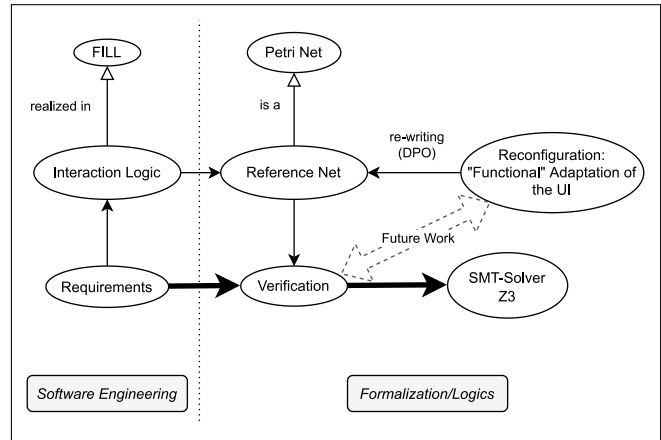 FILL
Petri Net
realized in
is a
re-writing
(DPO)
Interaction Logic
Reference Net
Reconfiguration:
"Functional" Adaptation of
the UI
Future Work
Requirements
Verification
SMT-Solver
Z3
Software Engineering
Formalization/Logics